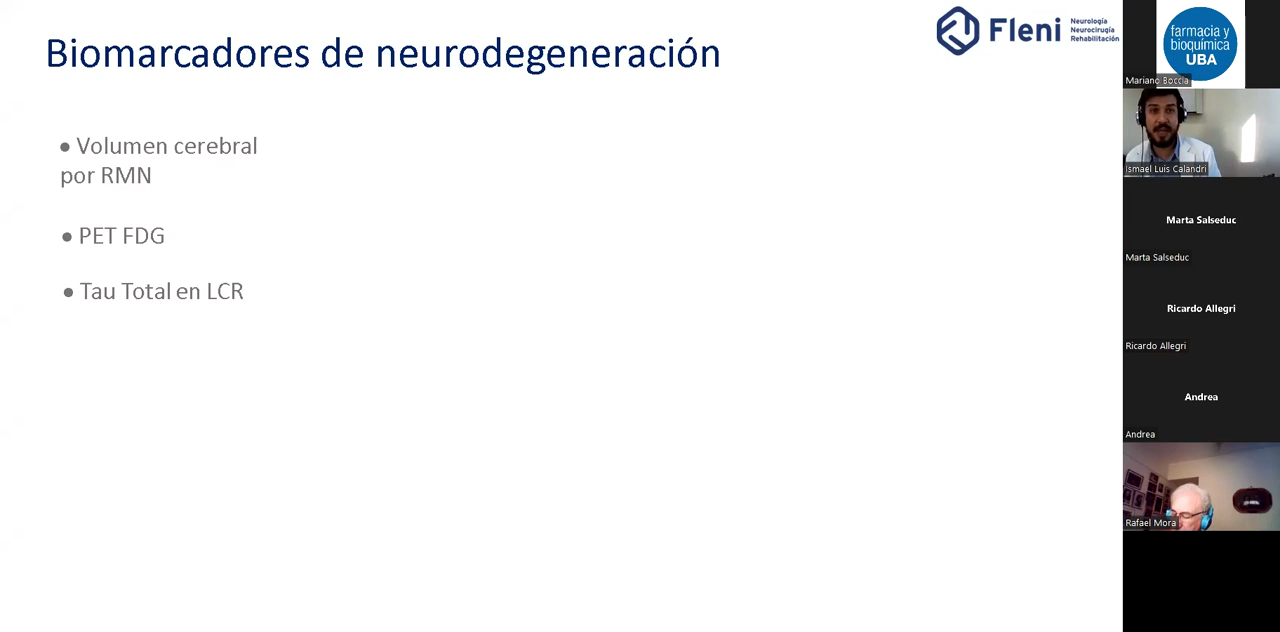 Biomarcadores de neurodegeneración
Fleni
Neurología
Neurocirugía
Rehabilitación
● Volumen cerebral
por RMN
● PET FDG
● Tau Total en LCR
farmacia y
bioquímica
UBA
Mariano Boccia
Ismael Luis Calandri
Marta Salseduc
Marta Salseduc
Ricardo Allegri
Ricardo Allegri
Andrea
Andrea
Rafael Mora